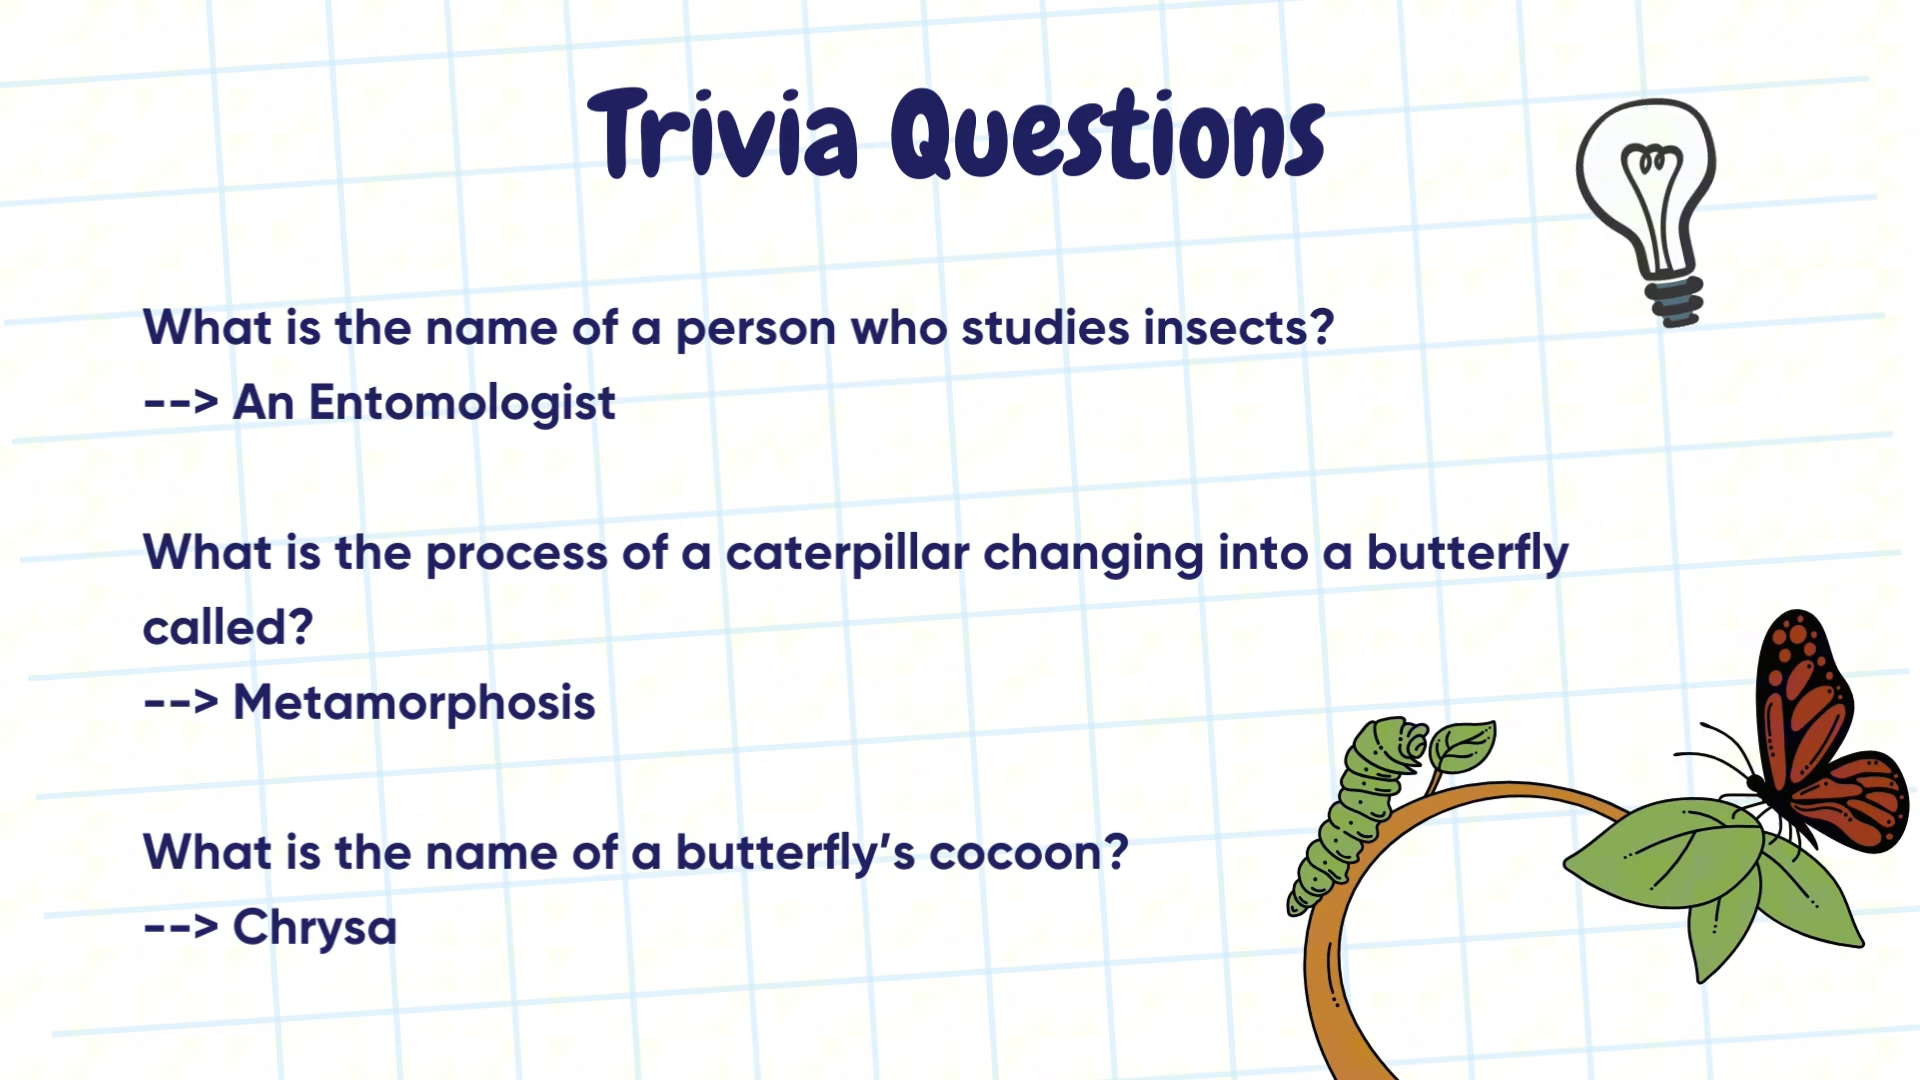 Trivia Questions
What is the name of a person who studies insects?
--> An Entomologist
What is the process of a caterpillar changing into a butterfly
called?
--> Metamorphosis
What is the name of a butterfly’s cocoon?
--> Chrysa